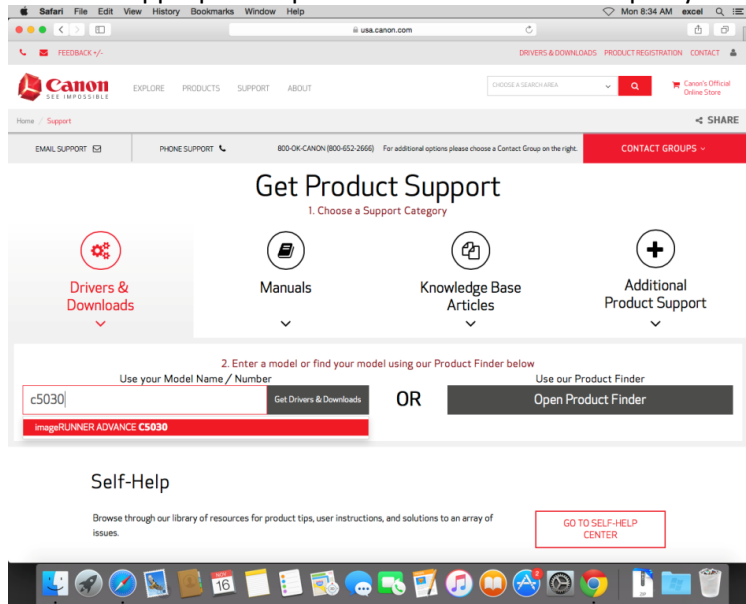 Safari File Edit View History Bookmarks Window Help Mon 8:34 AM excel
usa.canon.com
FEEDBACK +/- DRIVERS & DOWNLOADS PRODUCT REGISTRATION CONTACT
Canon
SEE IMPOSSIBLE
EXPLORE PRODUCTS SUPPORT ABOUT
CHOOSE A SEARCH AREA
Canon's Official
Online Store
Home / Support SHARE
EMAIL SUPPORT PHONE SUPPORT 800-OK-CANON (800-652-2666) For additional options please choose a Contact Group on the right. CONTACT GROUPS
Get Product Support
1. Choose a Support Category
Drivers &
Downloads
Manuals
Knowledge Base
Articles
Additional
Product Support
2. Enter a model or find your model using our Product Finder below
Use your Model Name / Number
Use our Product Finder
c5030
Get Drivers & Downloads
OR
Open Product Finder
imageRUNNER ADVANCE C5030
Self-Help
Browse through our library of resources for product tips, user instructions, and solutions to an array of
issues.
GO TO SELF-HELP
CENTER
NOV
16
2